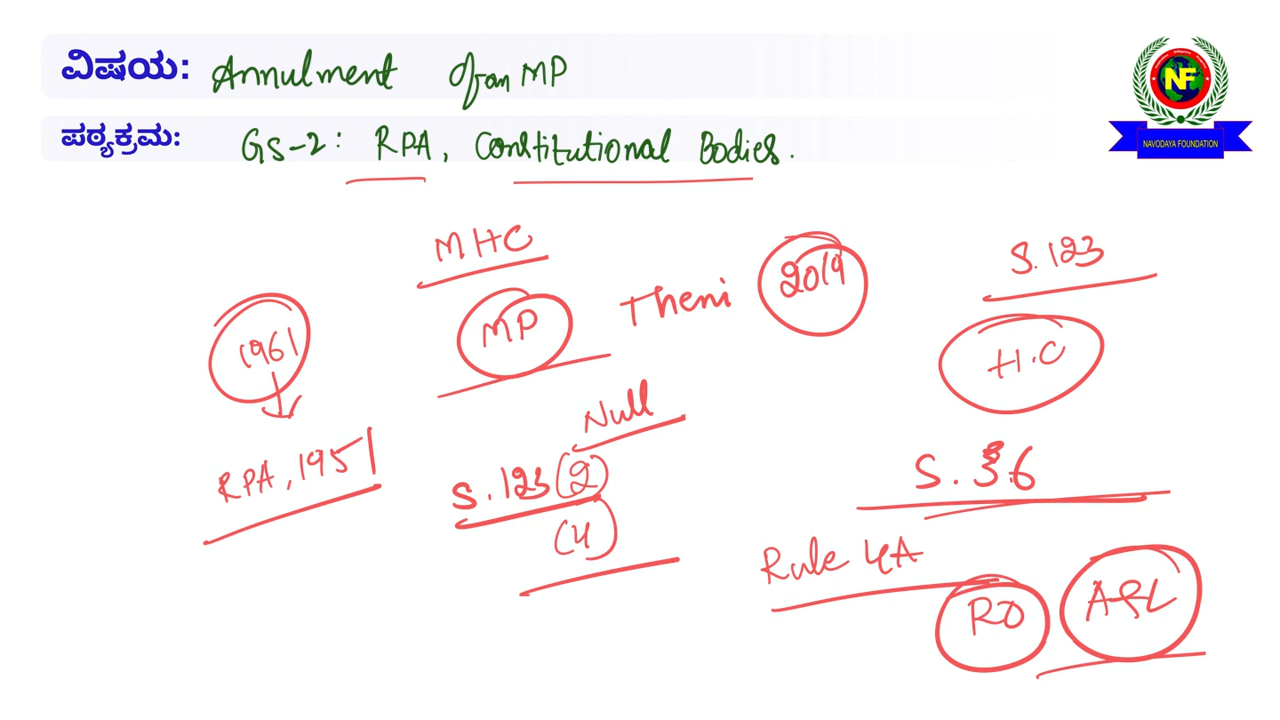 ವಿಷಯ: Annulment of an MP
ಪಠ್ಯಕ್ರಮ: GS-2: RPA, Constitutional Bodies.
NF
NAVODAYA FOUNDATION
MHC
S.123
MP Theni 2019
1961
H.C
Null
RPA, 1951
S.123(2)
(4)
S.36
Rule 4A
RO